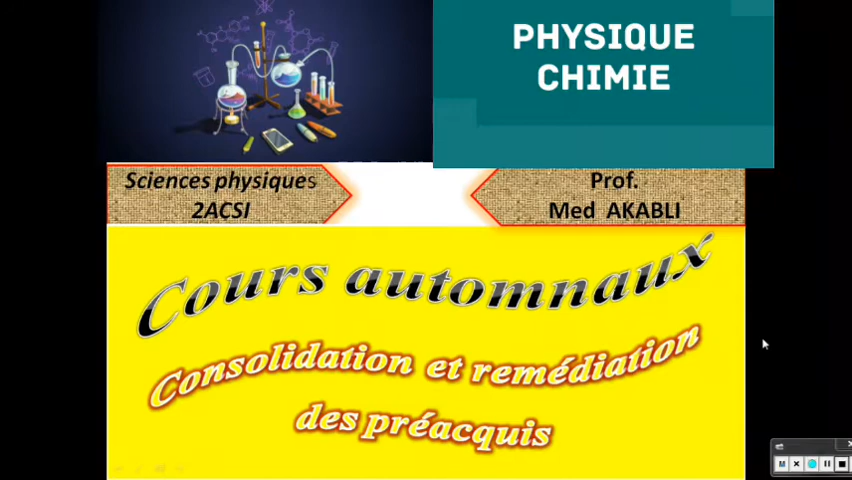 PHYSIQUE
CHIMIE
Sciences physiques
2ACSI
Prof.
Med AKABLI
Cours automnaux
Consolidation et remédiation
des préacquis
M